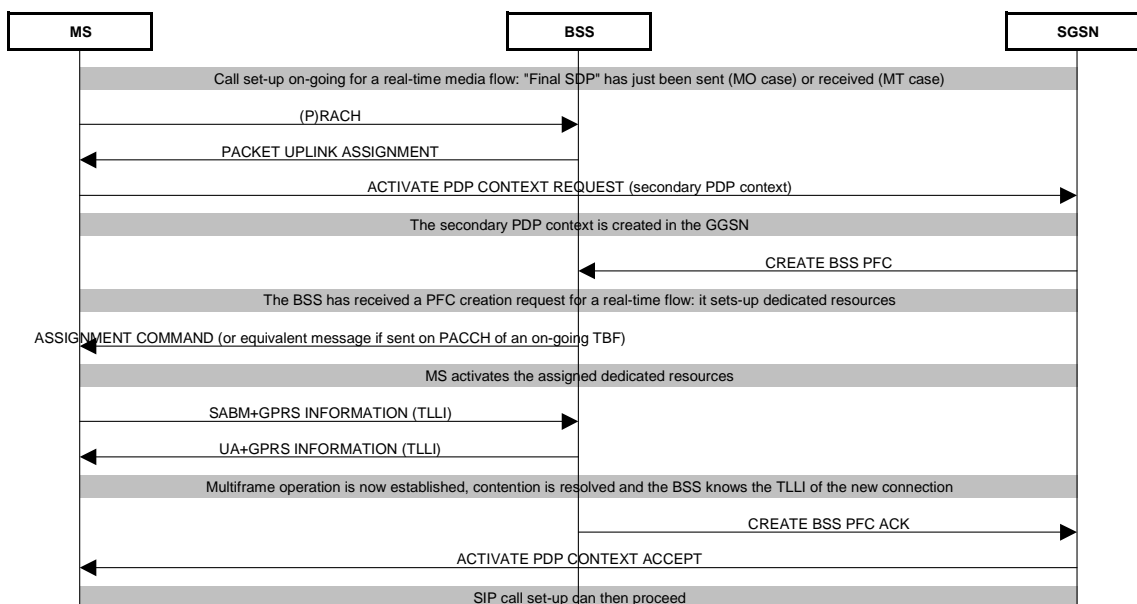 MS BSS SGSN
Call set-up on-going for a real-time media flow: "Final SDP" has just been sent (MO case) or received (MT case)
(P)RACH
PACKET UPLINK ASSIGNMENT
ACTIVATE PDP CONTEXT REQUEST (secondary PDP context)
The secondary PDP context is created in the GGSN
CREATE BSS PFC
The BSS has received a PFC creation request for a real-time flow: it sets-up dedicated resources
ASSIGNMENT COMMAND (or equivalent message if sent on PACCH of an on-going TBF)
MS activates the assigned dedicated resources
SABM+GPRS INFORMATION (TLLI)
UA+GPRS INFORMATION (TLLI)
Multiframe operation is now established, contention is resolved and the BSS knows the TLLI of the new connection
CREATE BSS PFC ACK
ACTIVATE PDP CONTEXT ACCEPT
SIP call set-up can then proceed